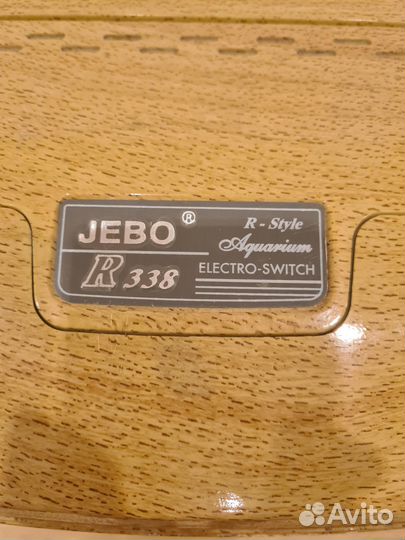 JEBO ®
R 338
R - Style
Aquarium
ELECTRO-SWITCH
Avito